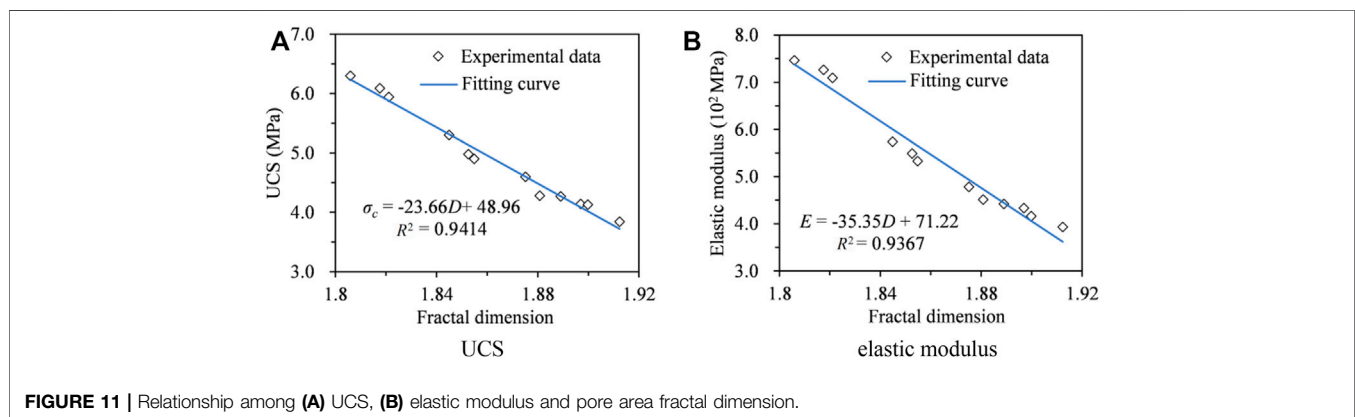 A
7.0
6.0
5.0
4.0
3.0
UCS (MPa)
Experimental data
Fitting curve
σc = -23.66D+ 48.96
R² = 0.9414
1.8 1.84 1.88 1.92
Fractal dimension
UCS
B
8.0
7.0
6.0
5.0
4.0
3.0
Elastic modulus (10² MPa)
Experimental data
Fitting curve
E = -35.35D + 71.22
R² = 0.9367
1.8 1.84 1.88 1.92
Fractal dimension
elastic modulus
FIGURE 11 | Relationship among (A) UCS, (B) elastic modulus and pore area fractal dimension.